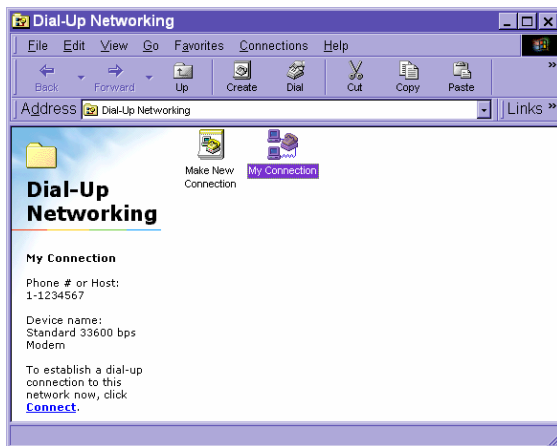 Dial-Up Networking
File Edit View Go Favorites Connections Help
Back Forward Up Create Dial Cut Copy Paste »
Address Dial-Up Networking Links »
Make New Connection
My Connection
Dial-Up
Networking
My Connection
Phone # or Host:
1-1234567
Device name:
Standard 33600 bps
Modem
To establish a dial-up
connection to this
network now, click
Connect.